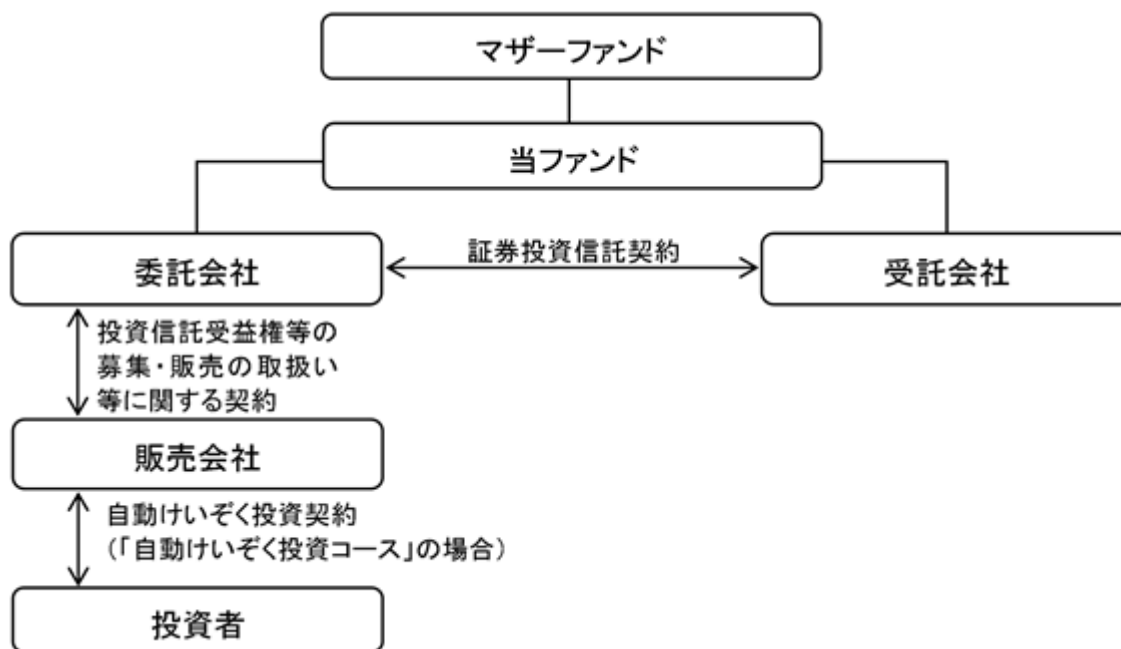 マザーファンド
当ファンド
証券投資信託契約
委託会社
受託会社
投資信託受益権等の
募集・販売の取扱い
等に関する契約
販売会社
自動けいぞく投資契約
(「自動けいぞく投資コース」の場合)
投資者